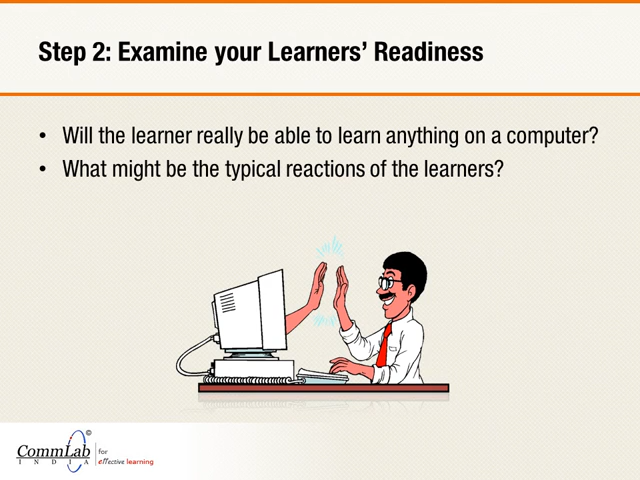 Step 2: Examine your Learners’ Readiness
• Will the learner really be able to learn anything on a computer?
• What might be the typical reactions of the learners?
©
CommLab
INDIA
for
effective learning